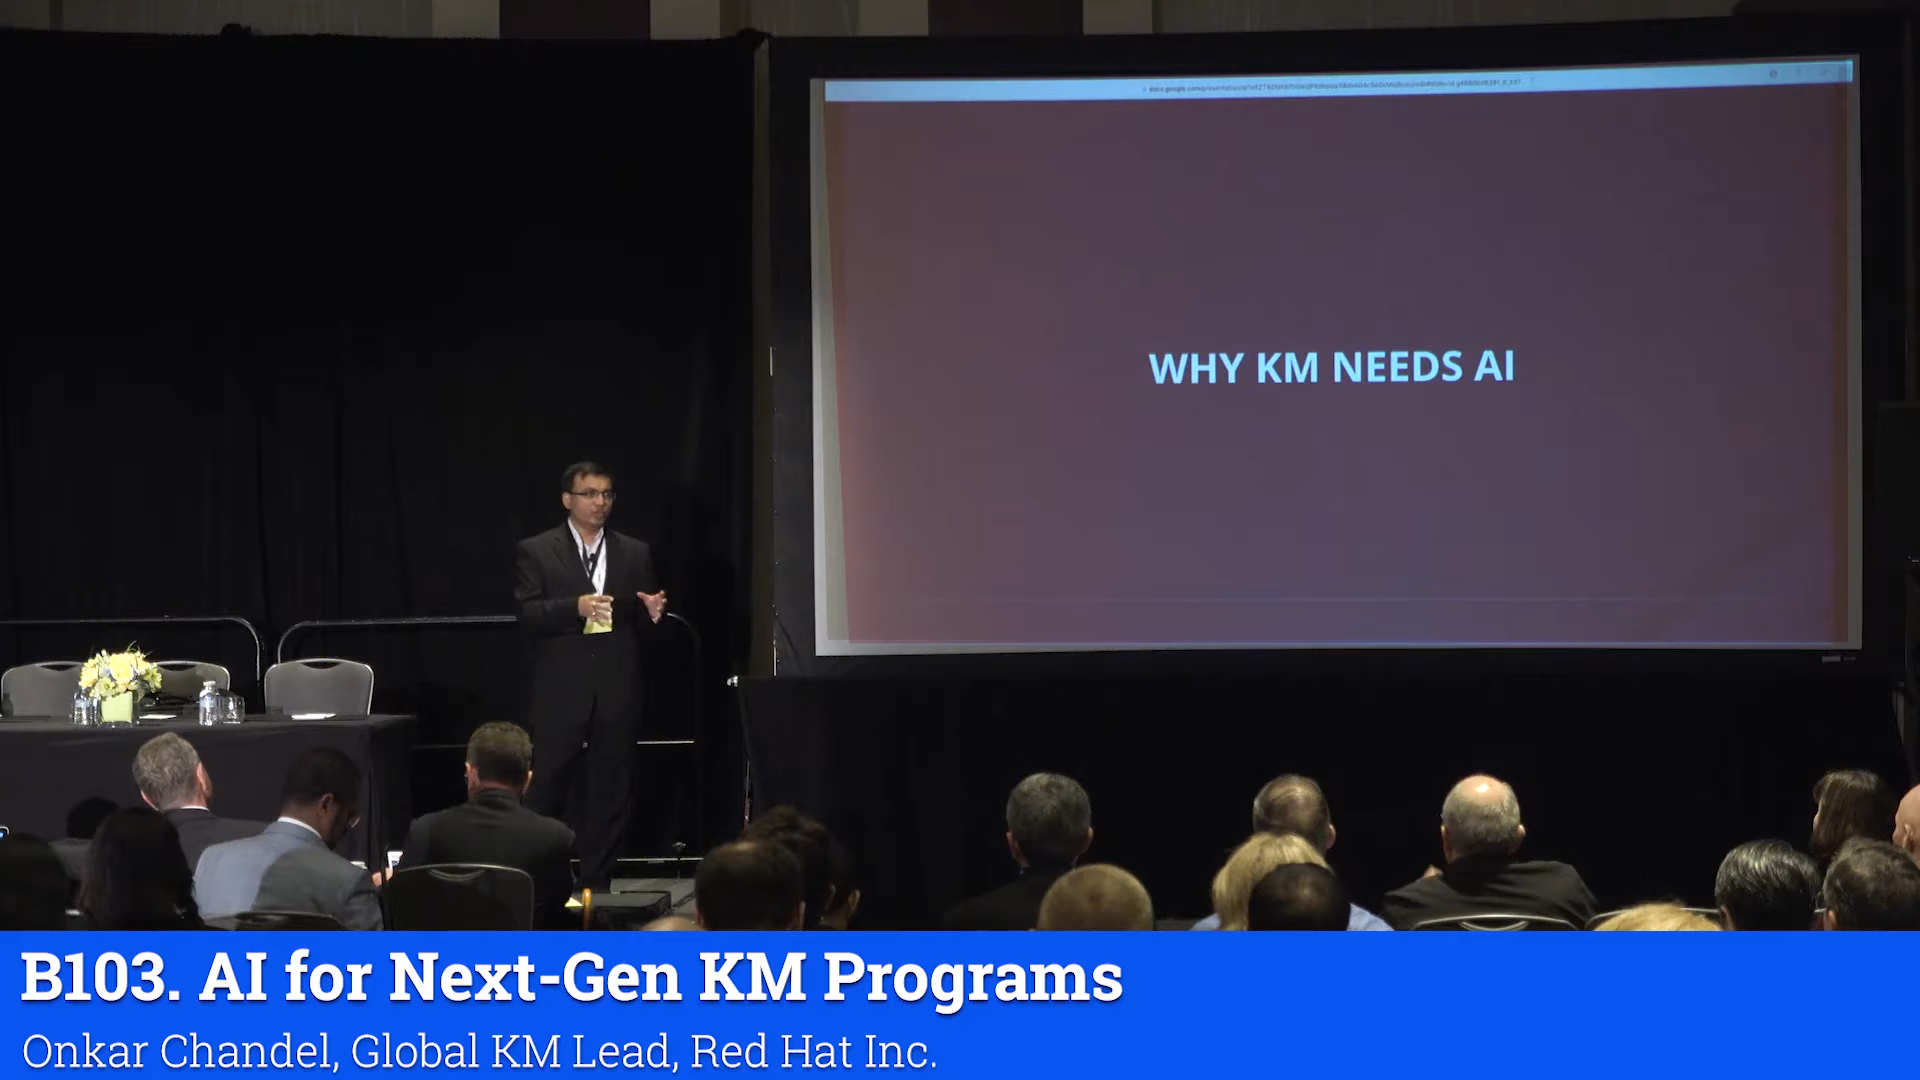 WHY KM NEEDS AI
B103. AI for Next-Gen KM Programs
Onkar Chandel, Global KM Lead, Red Hat Inc.